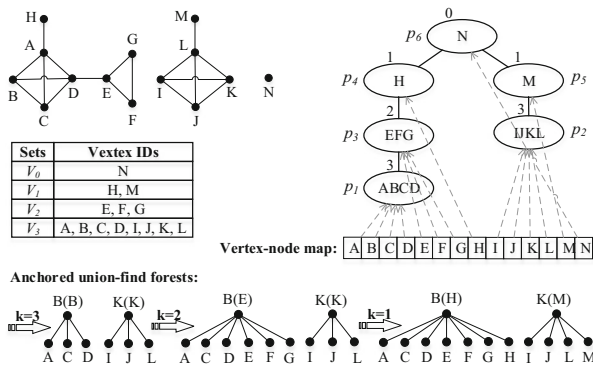 H
A
B
C
D
E
G
F
M
L
I
K
J
N
Sets Vextex IDs
V0 N
V1 H, M
V2 E, F, G
V3 A, B, C, D, I, J, K, L
0
p6 N
1 1
p4 H M p5
2 3
p3 EFG IJKL p2
3
p1 ABCD
Vertex-node map: A B C D E F G H I J K L M N
Anchored union-find forests:
k=3 B(B) K(K) k=2 B(E) K(K) k=1 B(H) K(M)
A C D I J L A C D E F G I J L A C D E F G H I J L M